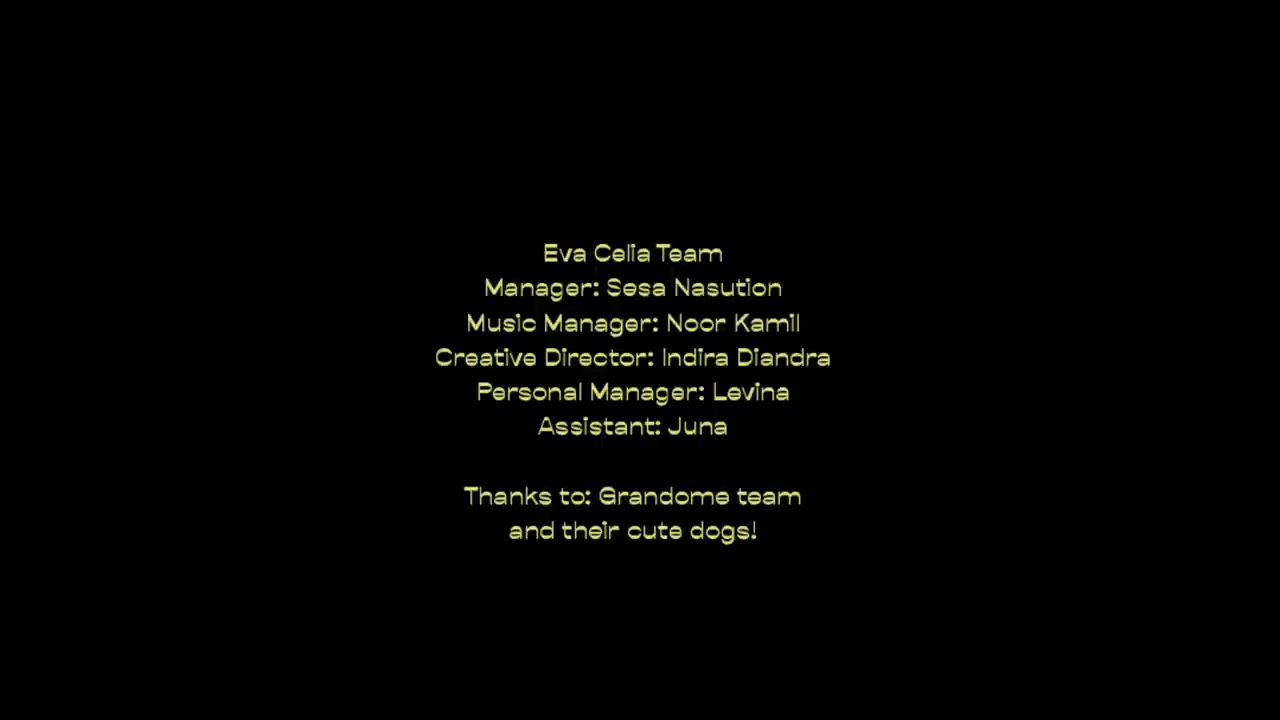 Eva Celia Team
Manager: Sesa Nasution
Music Manager: Noor Kamil
Creative Director: Indira Diandra
Personal Manager: Levina
Assistant: Juna
Thanks to: Grandome team
and their cute dogs!